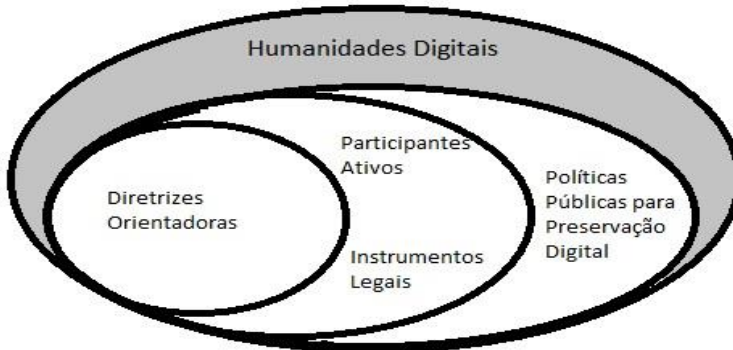 Humanidades Digitais
Participantes
Ativos
Diretrizes
Orientadoras
Políticas
Públicas para
Preservação
Digital
Instrumentos
Legais